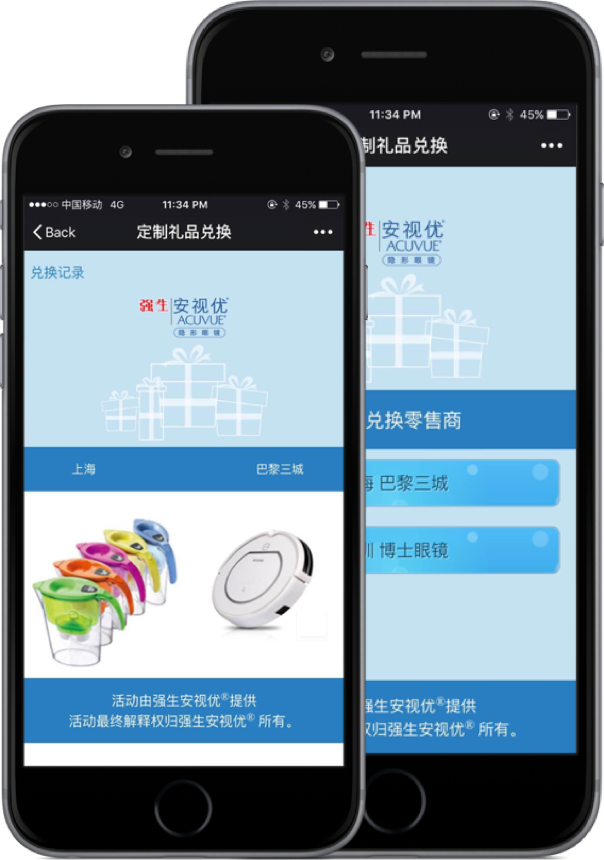 中国移动 4G 11:34 PM 45%
Back 定制礼品兑换
兑换记录
强生 安视优®
ACUVUE®
隐形眼镜
上海 巴黎三城
活动由强生安视优®提供
活动最终解释权归强生安视优® 所有。
11:34 PM 45%
制礼品兑换
生 安视优®
ACUVUE®
隐形眼镜
兑换零售商
海 巴黎三城
圳 博士眼镜
强生安视优®提供
权归强生安视优® 所有。